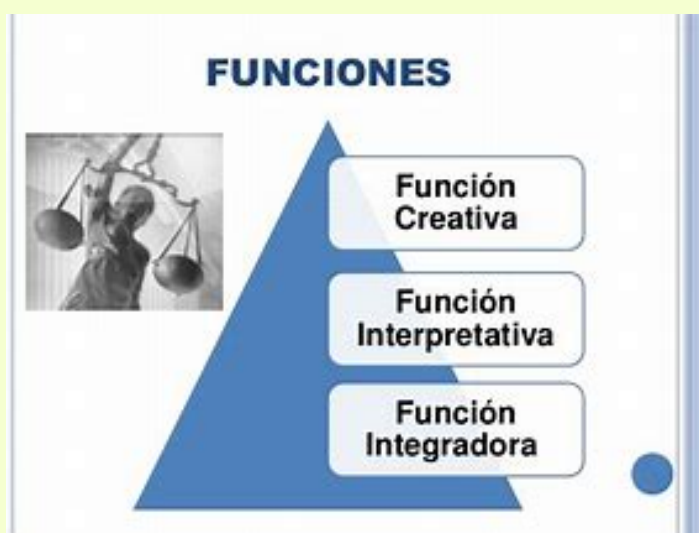 FUNCIONES
Función
Creativa
Función
Interpretativa
Función
Integradora